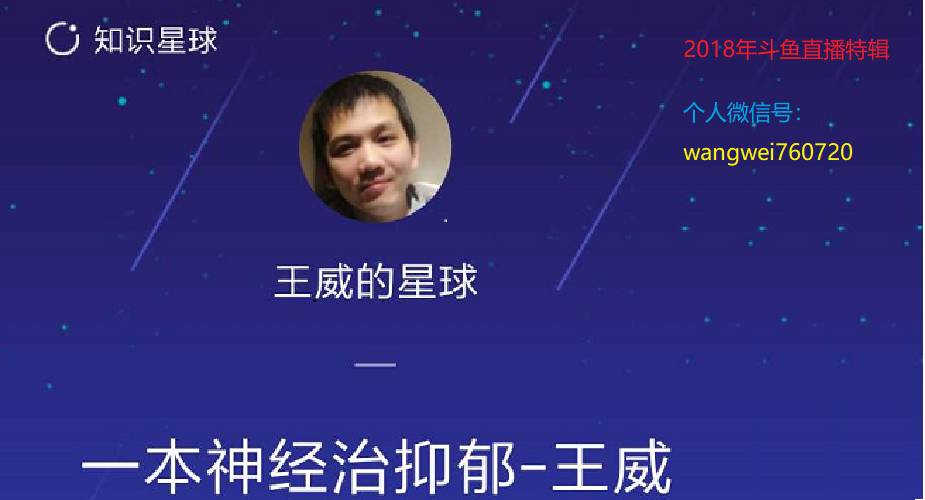 知识星球
2018年斗鱼直播特辑
个人微信号：
wangwei760720
王威的星球
一本神经治抑郁-王威